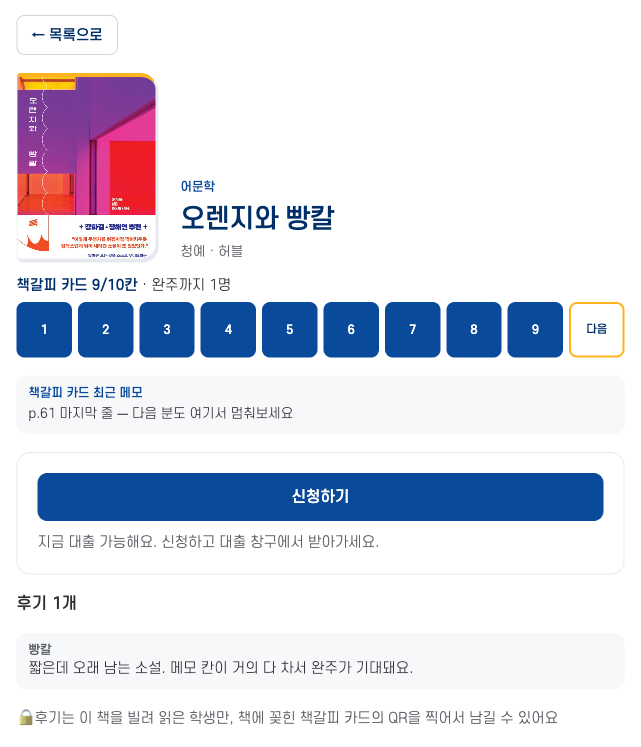 ← 목록으로
오렌지와 빵칼
어문학
오렌지와 빵칼
청예 · 허블
책갈피 카드 9/10칸 · 완주까지 1명
1 2 3 4 5 6 7 8 9 다음
책갈피 카드 최근 메모
p.61 마지막 줄 — 다음 분도 여기서 멈춰보세요
신청하기
지금 대출 가능해요. 신청하고 대출 창구에서 받아가세요.
후기 1개
빵칼
짧은데 오래 남는 소설. 메모 칸이 거의 다 차서 완주가 기대돼요.
🔒후기는 이 책을 빌려 읽은 학생만, 책에 꽂힌 책갈피 카드의 QR을 찍어서 남길 수 있어요